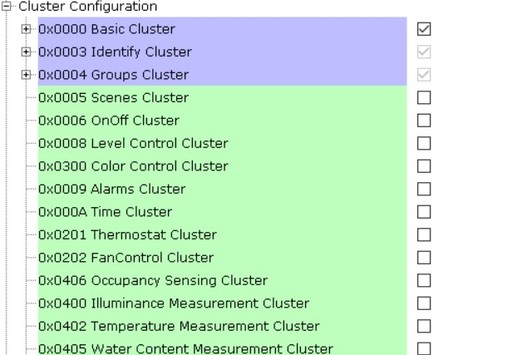 Cluster Configuration
0x0000 Basic Cluster
0x0003 Identify Cluster
0x0004 Groups Cluster
0x0005 Scenes Cluster
0x0006 OnOff Cluster
0x0008 Level Control Cluster
0x0300 Color Control Cluster
0x0009 Alarms Cluster
0x000A Time Cluster
0x0201 Thermostat Cluster
0x0202 FanControl Cluster
0x0406 Occupancy Sensing Cluster
0x0400 Illuminance Measurement Cluster
0x0402 Temperature Measurement Cluster
0x0405 Water Content Measurement Cluster